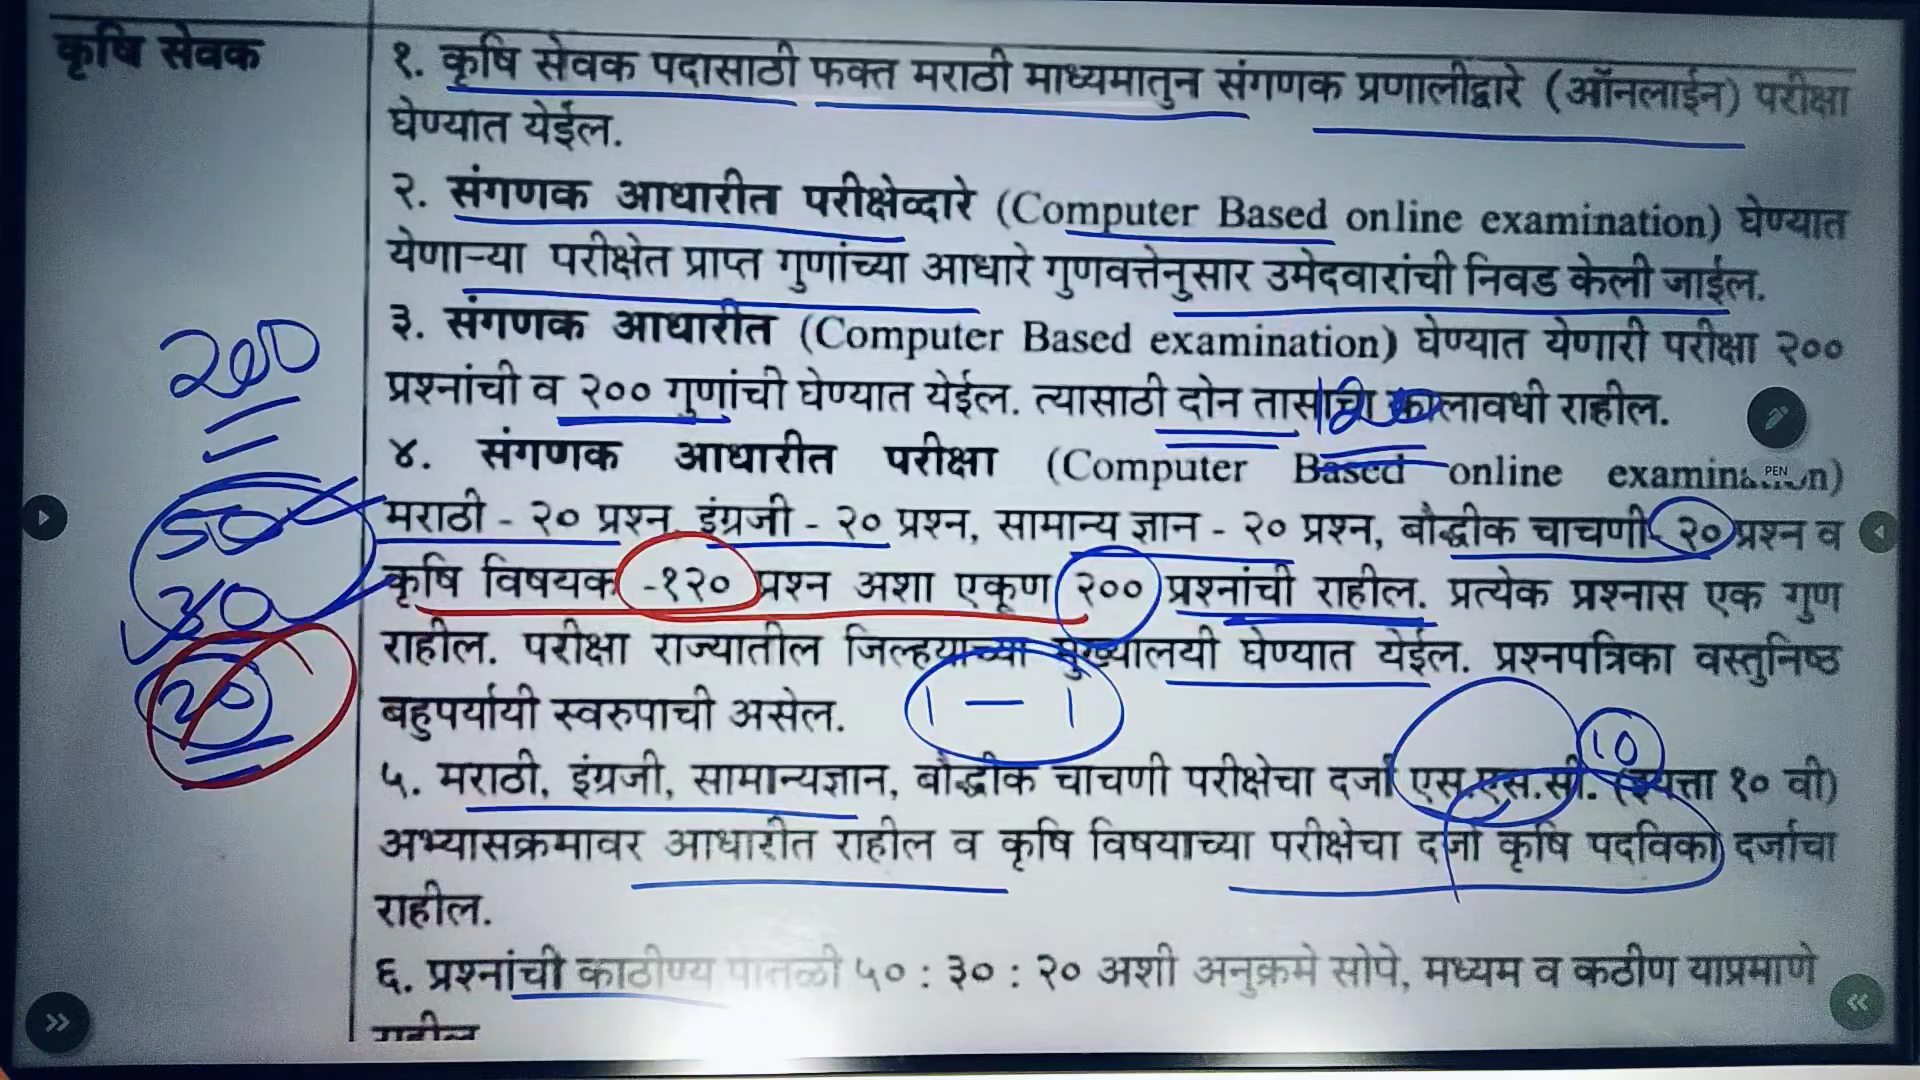 कृषि सेवक
१. कृषि सेवक पदासाठी फक्त मराठी माध्यमातुन संगणक प्रणालीद्वारे (ऑनलाईन) परीक्षा
घेण्यात येईल.
२. संगणक आधारीत परीक्षेव्दारे (Computer Based online examination) घेण्यात
येणाऱ्या परीक्षेत प्राप्त गुणांच्या आधारे गुणवत्तेनुसार उमेदवारांची निवड केली जाईल.
३. संगणक आधारीत (Computer Based examination) घेण्यात येणारी परीक्षा २००
प्रश्नांची व २०० गुणांची घेण्यात येईल. त्यासाठी दोन तासाची कालावधी राहील.
४. संगणक आधारीत परीक्षा (Computer Based online examination)
मराठी - २० प्रश्न, इंग्रजी - २० प्रश्न, सामान्य ज्ञान - २० प्रश्न, बौद्धीक चाचणी- २० प्रश्न व
कृषि विषयक -१२० प्रश्न अशा एकूण २०० प्रश्नांची राहील. प्रत्येक प्रश्नास एक गुण
राहील. परीक्षा राज्यातील जिल्हयाच्या मुख्यालयी घेण्यात येईल. प्रश्नपत्रिका वस्तुनिष्ठ
बहुपर्यायी स्वरुपाची असेल.
५. मराठी, इंग्रजी, सामान्यज्ञान, बौद्धीक चाचणी परीक्षेचा दर्जा एस.एस.सी. (इयत्ता १० वी)
अभ्यासक्रमावर आधारीत राहील व कृषि विषयाच्या परीक्षेचा दर्जा कृषि पदविका दर्जाचा
राहील.
६. प्रश्नांची काठीण्य पातळी ५० : ३० : २० अशी अनुक्रमे सोपे, मध्यम व कठीण याप्रमाणे
राहील
200
50
30
20
120
1 - 1
10
PEN